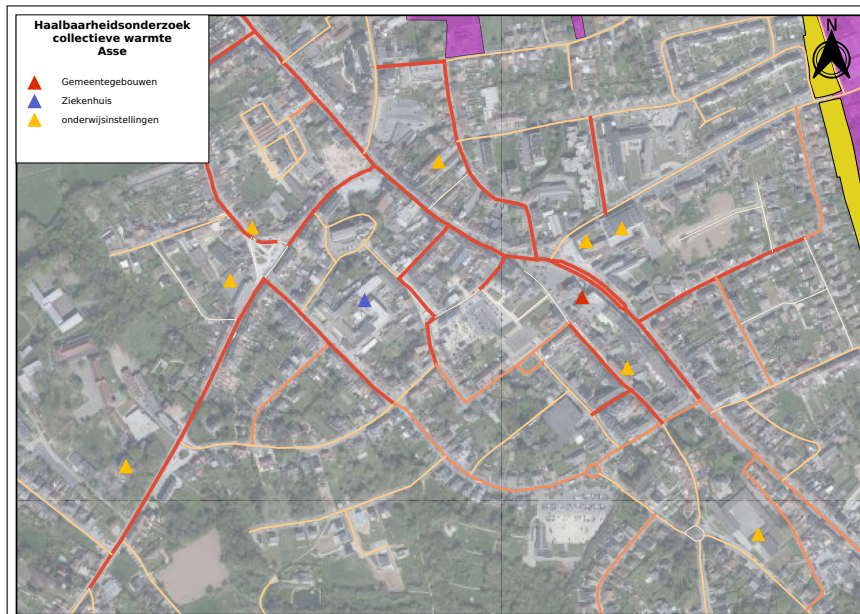 Haalbaarheidsonderzoek
collectieve warmte
Asse
Gemeentegebouwen
Ziekenhuis
onderwijsinstellingen
N